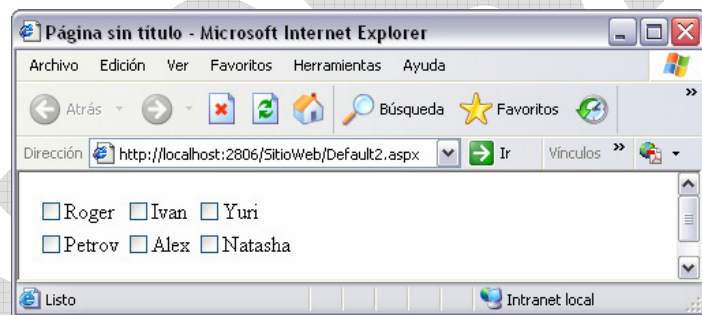 Página sin título - Microsoft Internet Explorer
Archivo Edición Ver Favoritos Herramientas Ayuda
Atrás Búsqueda Favoritos »
Dirección http://localhost:2806/SitioWeb/Default2.aspx Ir Vínculos »
Roger Ivan Yuri
Petrov Alex Natasha
Listo Intranet local